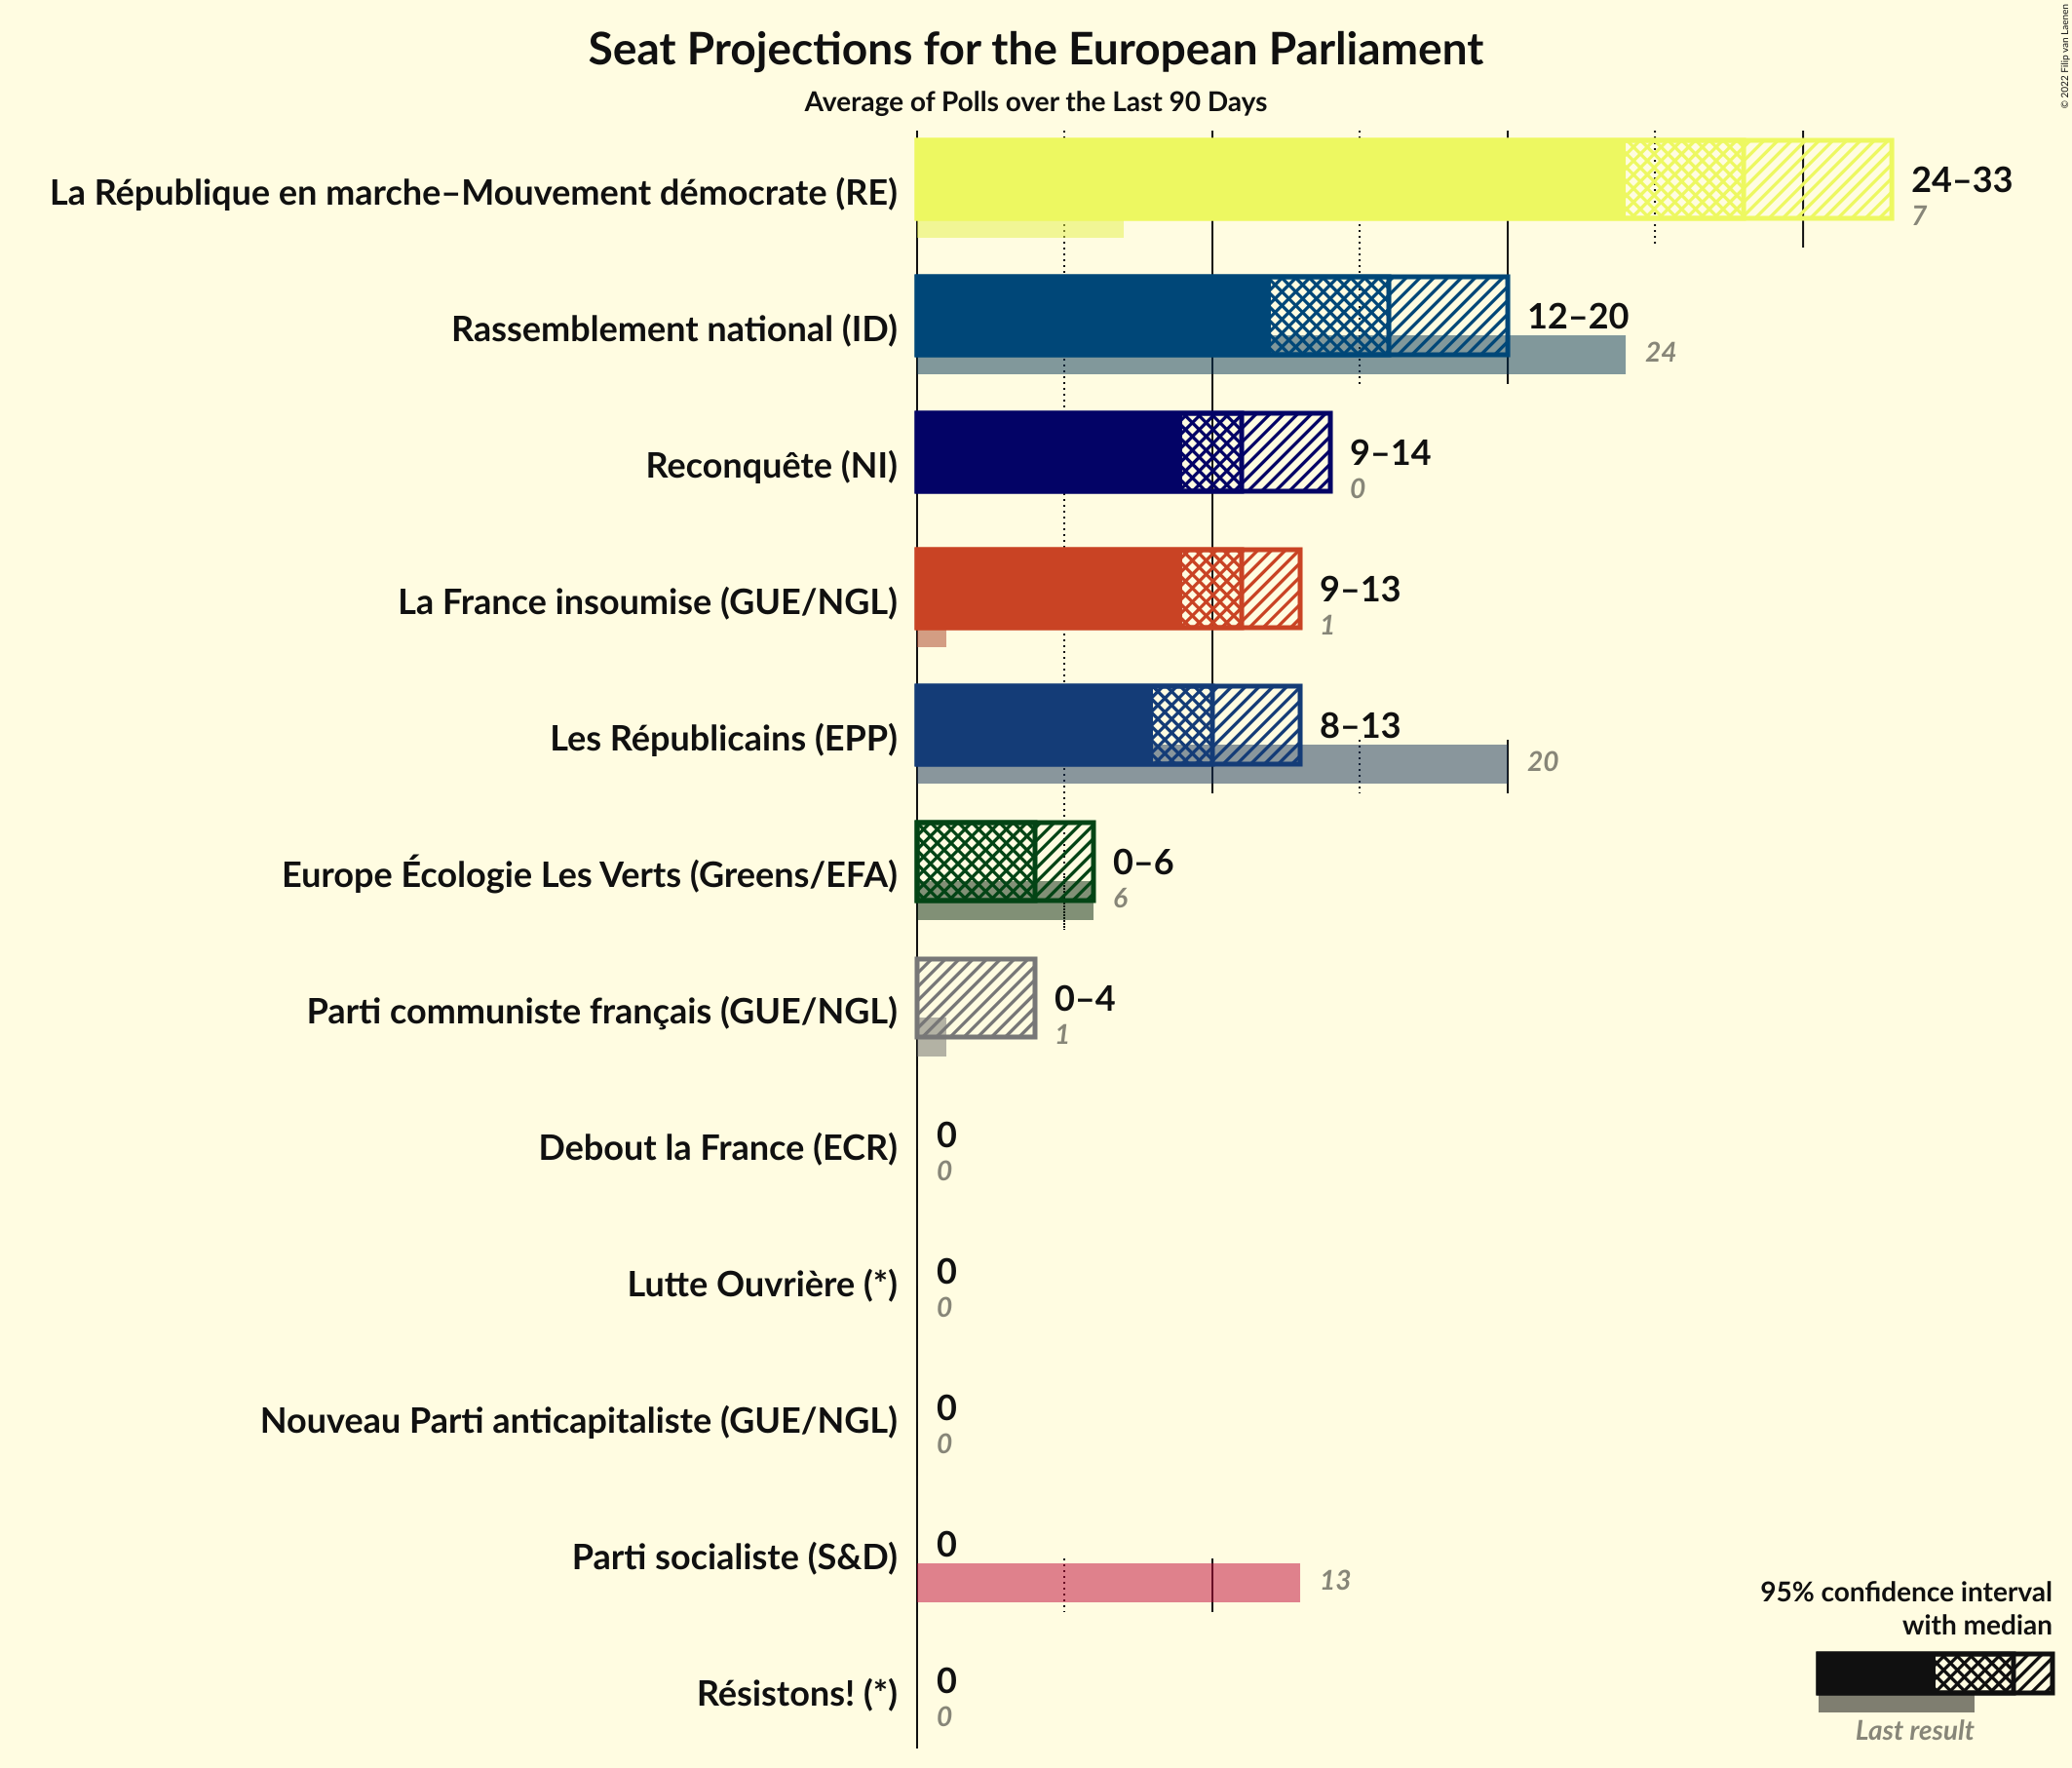 Seat Projections for the European Parliament
Average of Polls over the Last 90 Days
© 2022 Filip van Laenen
La République en marche–Mouvement démocrate (RE)
24–33
7
Rassemblement national (ID)
12–20
24
Reconquête (NI)
9–14
0
La France insoumise (GUE/NGL)
9–13
1
Les Républicains (EPP)
8–13
20
Europe Écologie Les Verts (Greens/EFA)
0–6
6
Parti communiste français (GUE/NGL)
0–4
1
Debout la France (ECR)
0
0
Lutte Ouvrière (*)
0
0
Nouveau Parti anticapitaliste (GUE/NGL)
0
0
Parti socialiste (S&D)
0
13
Résistons! (*)
0
0
95% confidence interval
with median
Last result